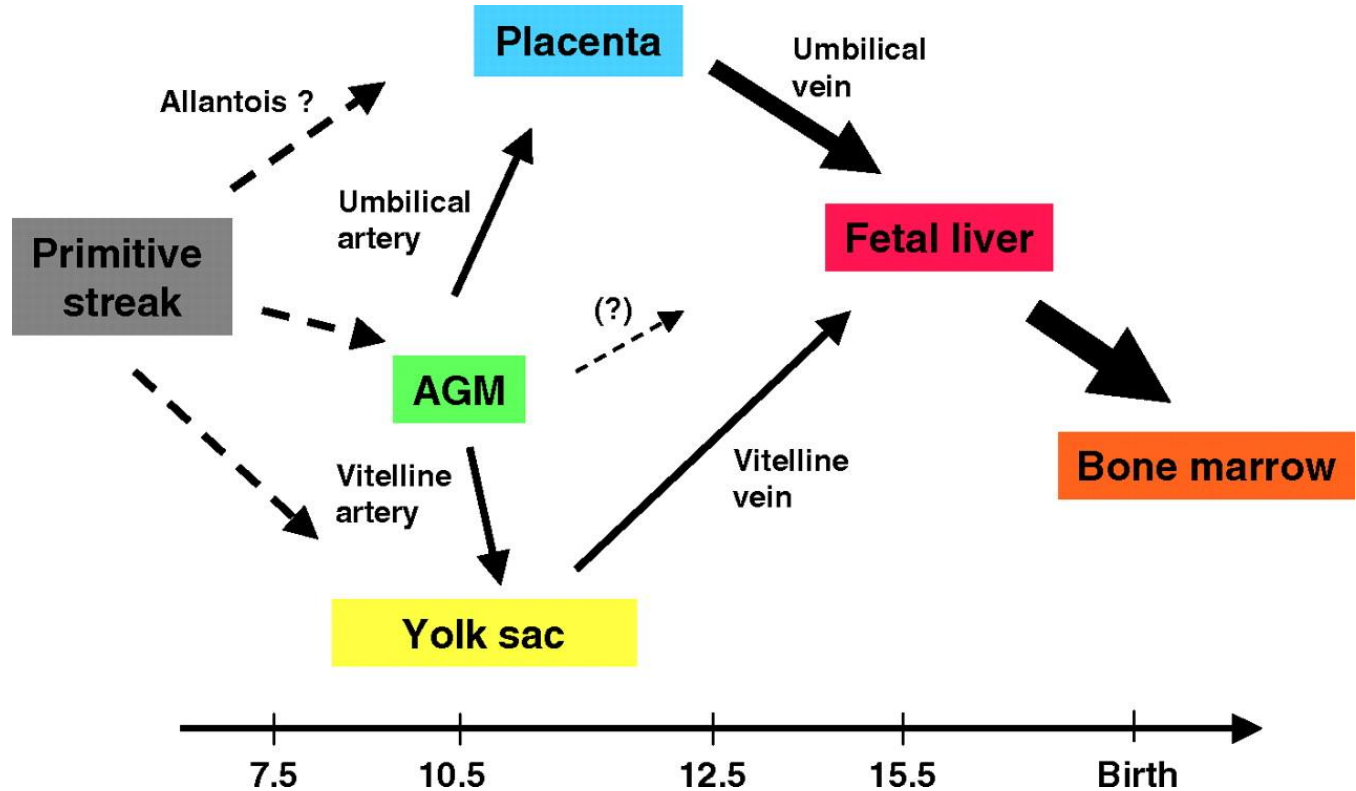 Placenta
Umbilical
vein
Allantois ?
Umbilical
artery
Primitive
streak
Fetal liver
(?)
AGM
Vitelline
artery
Vitelline
vein
Bone marrow
Yolk sac
7.5
10.5
12.5
15.5
Birth